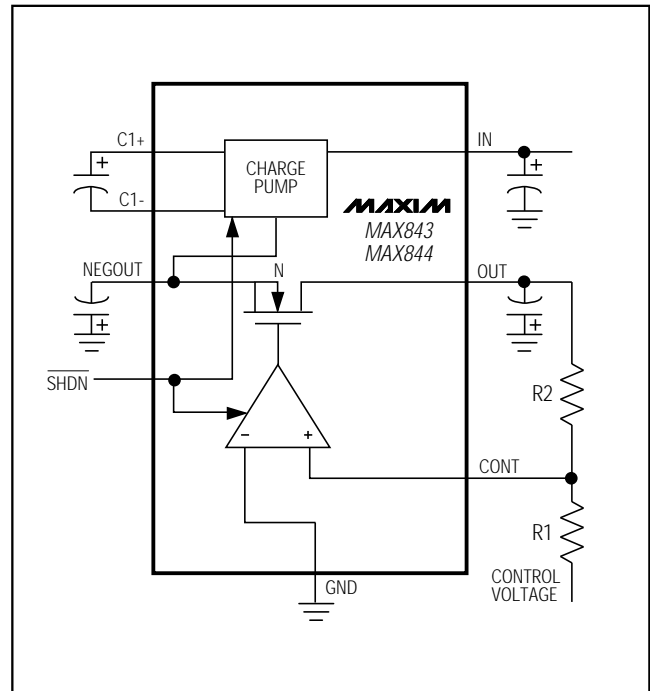 C1+
IN
+
+
CHARGE
PUMP
C1-
MAXIM
MAX843
MAX844
NEGOUT
N
OUT
+
+
SHDN
R2
-
+
CONT
R1
GND
CONTROL
VOLTAGE